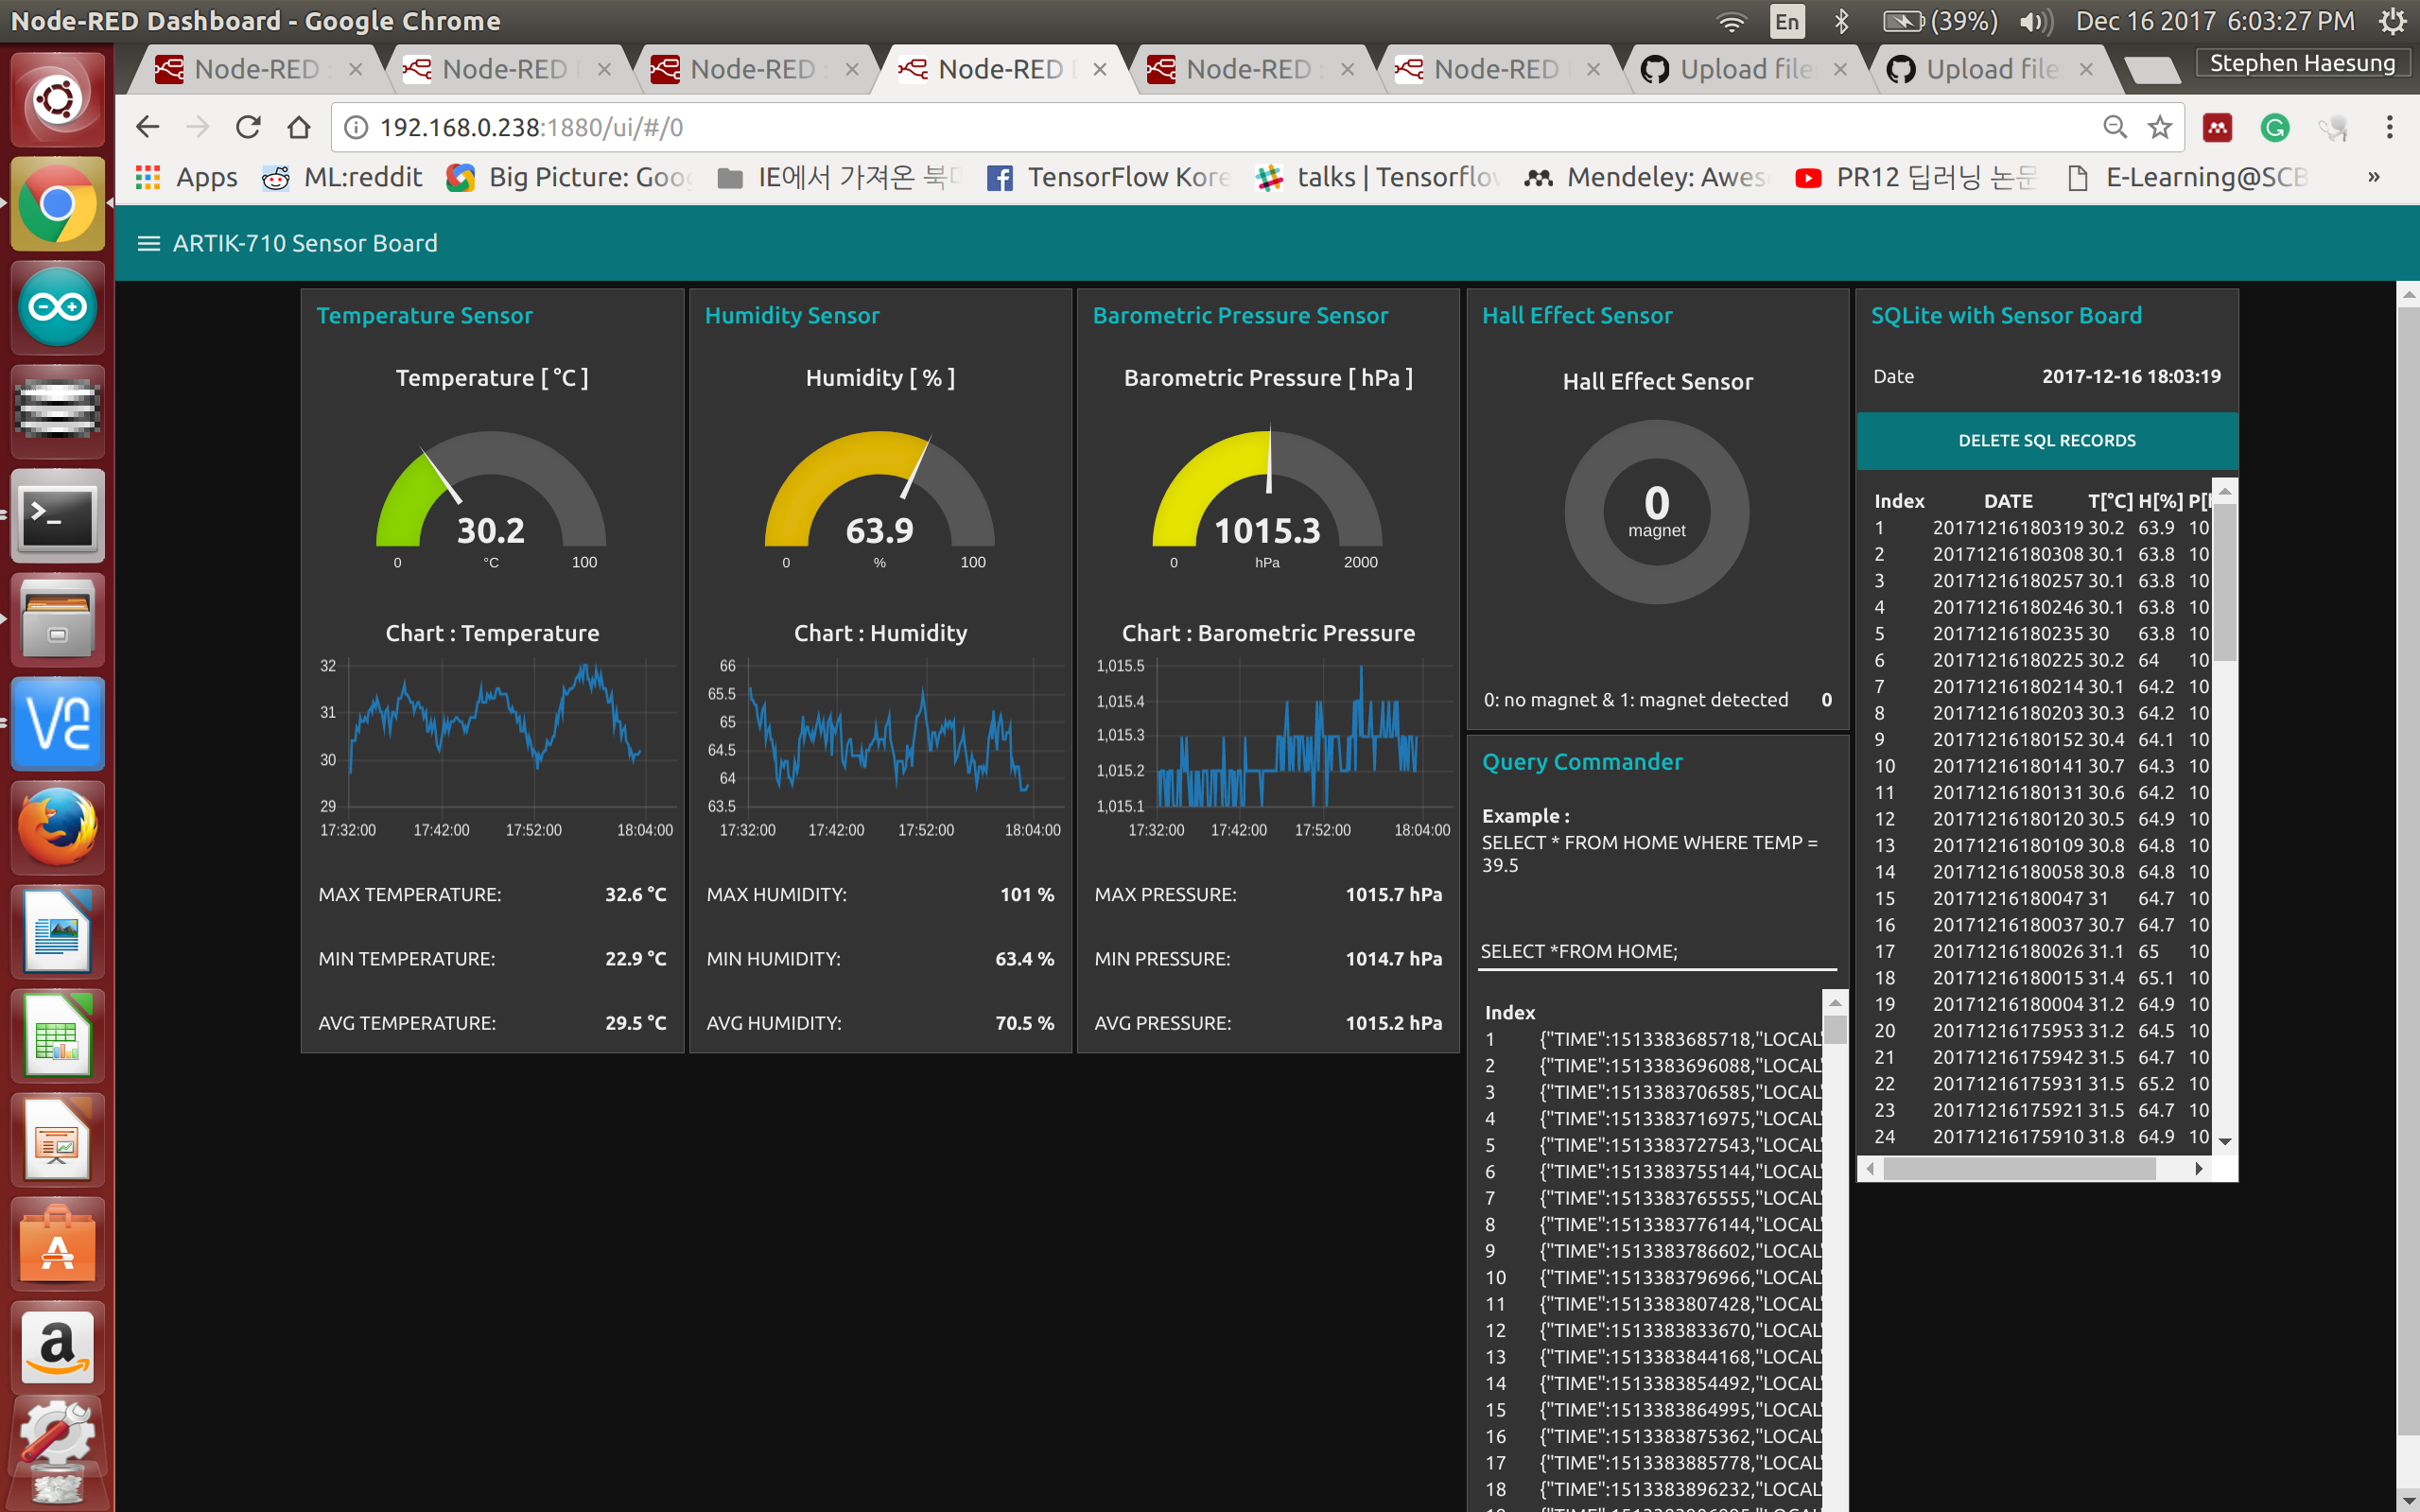 Node-RED Dashboard - Google Chrome
En
(39%)
Dec 16 2017 6:03:27 PM
Node-RED :
Node-RED
Node-RED :
Node-RED
Node-RED :
Node-RED
Upload file
Upload file
Stephen Haesung
192.168.0.238:1880/ui/#/0
Apps
ML:reddit
Big Picture: Goo
IE에서 가져온 북
TensorFlow Kore
talks | Tensorflo
Mendeley: Awes
PR12 딥러닝 논문
E-Learning@SCB
»
ARTIK-710 Sensor Board
Temperature Sensor
Temperature [ °C ]
30.2
0
°C
100
Chart : Temperature
32
31
30
29
17:32:00
17:42:00
17:52:00
18:04:00
MAX TEMPERATURE: 32.6 °C
MIN TEMPERATURE: 22.9 °C
AVG TEMPERATURE: 29.5 °C
Humidity Sensor
Humidity [ % ]
63.9
0
%
100
Chart : Humidity
66
65.5
65
64.5
64
63.5
17:32:00
17:42:00
17:52:00
18:04:00
MAX HUMIDITY: 101 %
MIN HUMIDITY: 63.4 %
AVG HUMIDITY: 70.5 %
Barometric Pressure Sensor
Barometric Pressure [ hPa ]
1015.3
0
hPa
2000
Chart : Barometric Pressure
1,015.5
1,015.4
1,015.3
1,015.2
1,015.1
17:32:00
17:42:00
17:52:00
18:04:00
MAX PRESSURE: 1015.7 hPa
MIN PRESSURE: 1014.7 hPa
AVG PRESSURE: 1015.2 hPa
Hall Effect Sensor
Hall Effect Sensor
0
magnet
0: no magnet & 1: magnet detected 0
Query Commander
Example :
SELECT * FROM HOME WHERE TEMP =
39.5
SELECT *FROM HOME;
Index
1 {"TIME":1513383685718,"LOCAL"
2 {"TIME":1513383696088,"LOCAL"
3 {"TIME":1513383706585,"LOCAL"
4 {"TIME":1513383716975,"LOCAL"
5 {"TIME":1513383727543,"LOCAL"
6 {"TIME":1513383755144,"LOCAL"
7 {"TIME":1513383765555,"LOCAL"
8 {"TIME":1513383776144,"LOCAL"
9 {"TIME":1513383786602,"LOCAL"
10 {"TIME":1513383796966,"LOCAL"
11 {"TIME":1513383807428,"LOCAL"
12 {"TIME":1513383833670,"LOCAL"
13 {"TIME":1513383844168,"LOCAL"
14 {"TIME":1513383854492,"LOCAL"
15 {"TIME":1513383864995,"LOCAL"
16 {"TIME":1513383875362,"LOCAL"
17 {"TIME":1513383885778,"LOCAL"
18 {"TIME":1513383896232,"LOCAL"
SQLite with Sensor Board
Date 2017-12-16 18:03:19
DELETE SQL RECORDS
Index DATE T[°C] H[%] P[
1 20171216180319 30.2 63.9 10
2 20171216180308 30.1 63.8 10
3 20171216180257 30.1 63.8 10
4 20171216180246 30.1 63.8 10
5 20171216180235 30 63.8 10
6 20171216180225 30.2 64 10
7 20171216180214 30.1 64.2 10
8 20171216180203 30.3 64.2 10
9 20171216180152 30.4 64.1 10
10 20171216180141 30.7 64.3 10
11 20171216180131 30.6 64.2 10
12 20171216180120 30.5 64.9 10
13 20171216180109 30.8 64.8 10
14 20171216180058 30.8 64.8 10
15 20171216180047 31 64.7 10
16 20171216180037 30.7 64.7 10
17 20171216180026 31.1 65 10
18 20171216180015 31.4 65.1 10
19 20171216180004 31.2 64.9 10
20 20171216175953 31.2 64.5 10
21 20171216175942 31.5 64.7 10
22 20171216175931 31.5 65.2 10
23 20171216175921 31.5 64.7 10
24 20171216175910 31.8 64.9 10